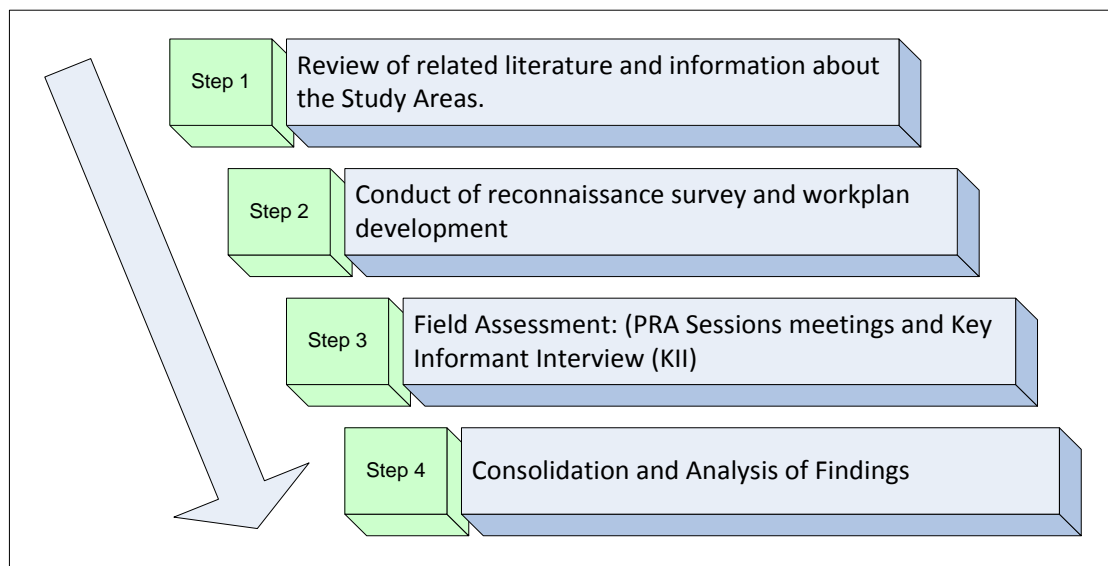 Step 1
Review of related literature and information about
the Study Areas.
Step 2
Conduct of reconnaissance survey and workplan
development
Step 3
Field Assessment: (PRA Sessions meetings and Key
Informant Interview (KII)
Step 4
Consolidation and Analysis of Findings